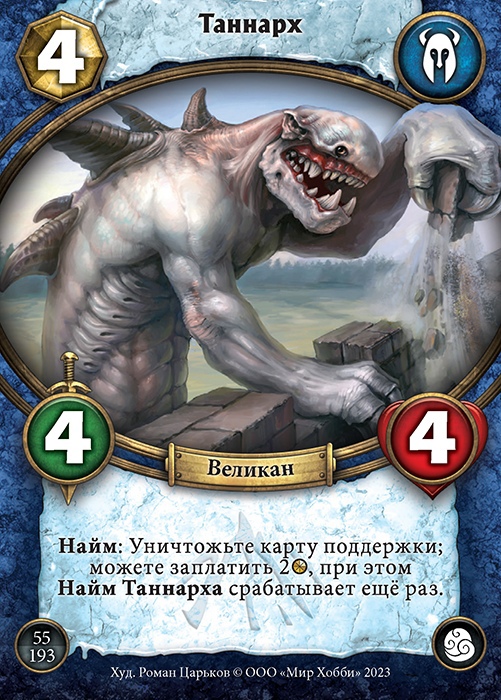 Таннарх
4
4
4
Великан
Найм: Уничтожьте карту поддержки;
можете заплатить 2, при этом
Найм Таннарха срабатывает ещё раз.
55
193
Худ. Роман Царьков © ООО «Мир Хобби» 2023